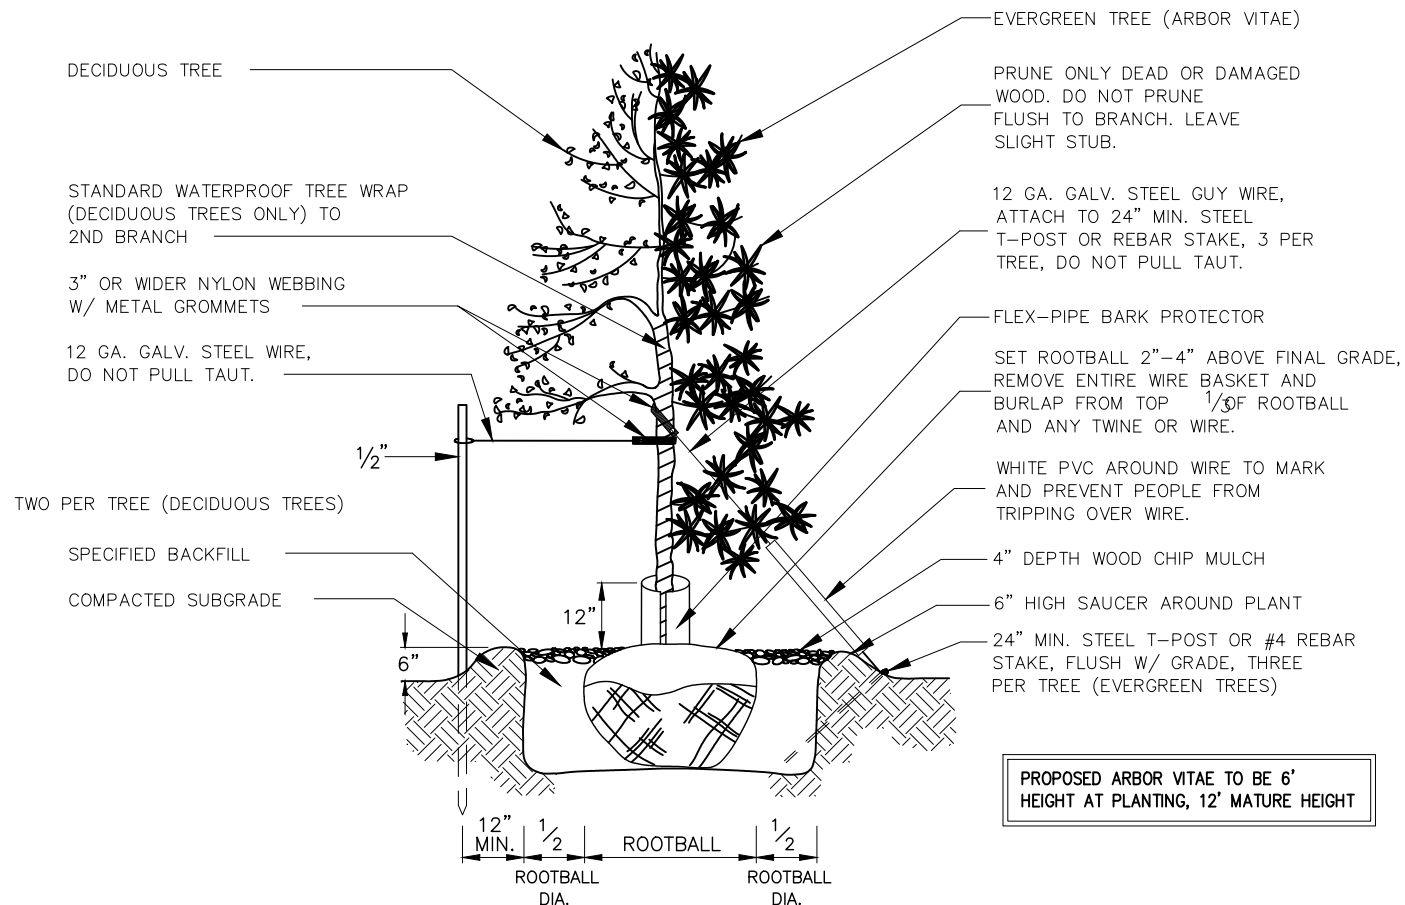 DECIDUOUS TREE
STANDARD WATERPROOF TREE WRAP
(DECIDUOUS TREES ONLY) TO
2ND BRANCH
3" OR WIDER NYLON WEBBING
W/ METAL GROMMETS
12 GA. GALV. STEEL WIRE,
DO NOT PULL TAUT.
1/2"
TWO PER TREE (DECIDUOUS TREES)
SPECIFIED BACKFILL
COMPACTED SUBGRADE
12"
6"
EVERGREEN TREE (ARBOR VITAE)
PRUNE ONLY DEAD OR DAMAGED
WOOD. DO NOT PRUNE
FLUSH TO BRANCH. LEAVE
SLIGHT STUB.
12 GA. GALV. STEEL GUY WIRE,
ATTACH TO 24" MIN. STEEL
T-POST OR REBAR STAKE, 3 PER
TREE, DO NOT PULL TAUT.
FLEX-PIPE BARK PROTECTOR
SET ROOTBALL 2"-4" ABOVE FINAL GRADE,
REMOVE ENTIRE WIRE BASKET AND
BURLAP FROM TOP 1/3 OF ROOTBALL
AND ANY TWINE OR WIRE.
WHITE PVC AROUND WIRE TO MARK
AND PREVENT PEOPLE FROM
TRIPPING OVER WIRE.
4" DEPTH WOOD CHIP MULCH
6" HIGH SAUCER AROUND PLANT
24" MIN. STEEL T-POST OR #4 REBAR
STAKE, FLUSH W/ GRADE, THREE
PER TREE (EVERGREEN TREES)
PROPOSED ARBOR VITAE TO BE 6'
HEIGHT AT PLANTING, 12' MATURE HEIGHT
12"
MIN.
1/2
ROOTBALL
DIA.
ROOTBALL
1/2
ROOTBALL
DIA.